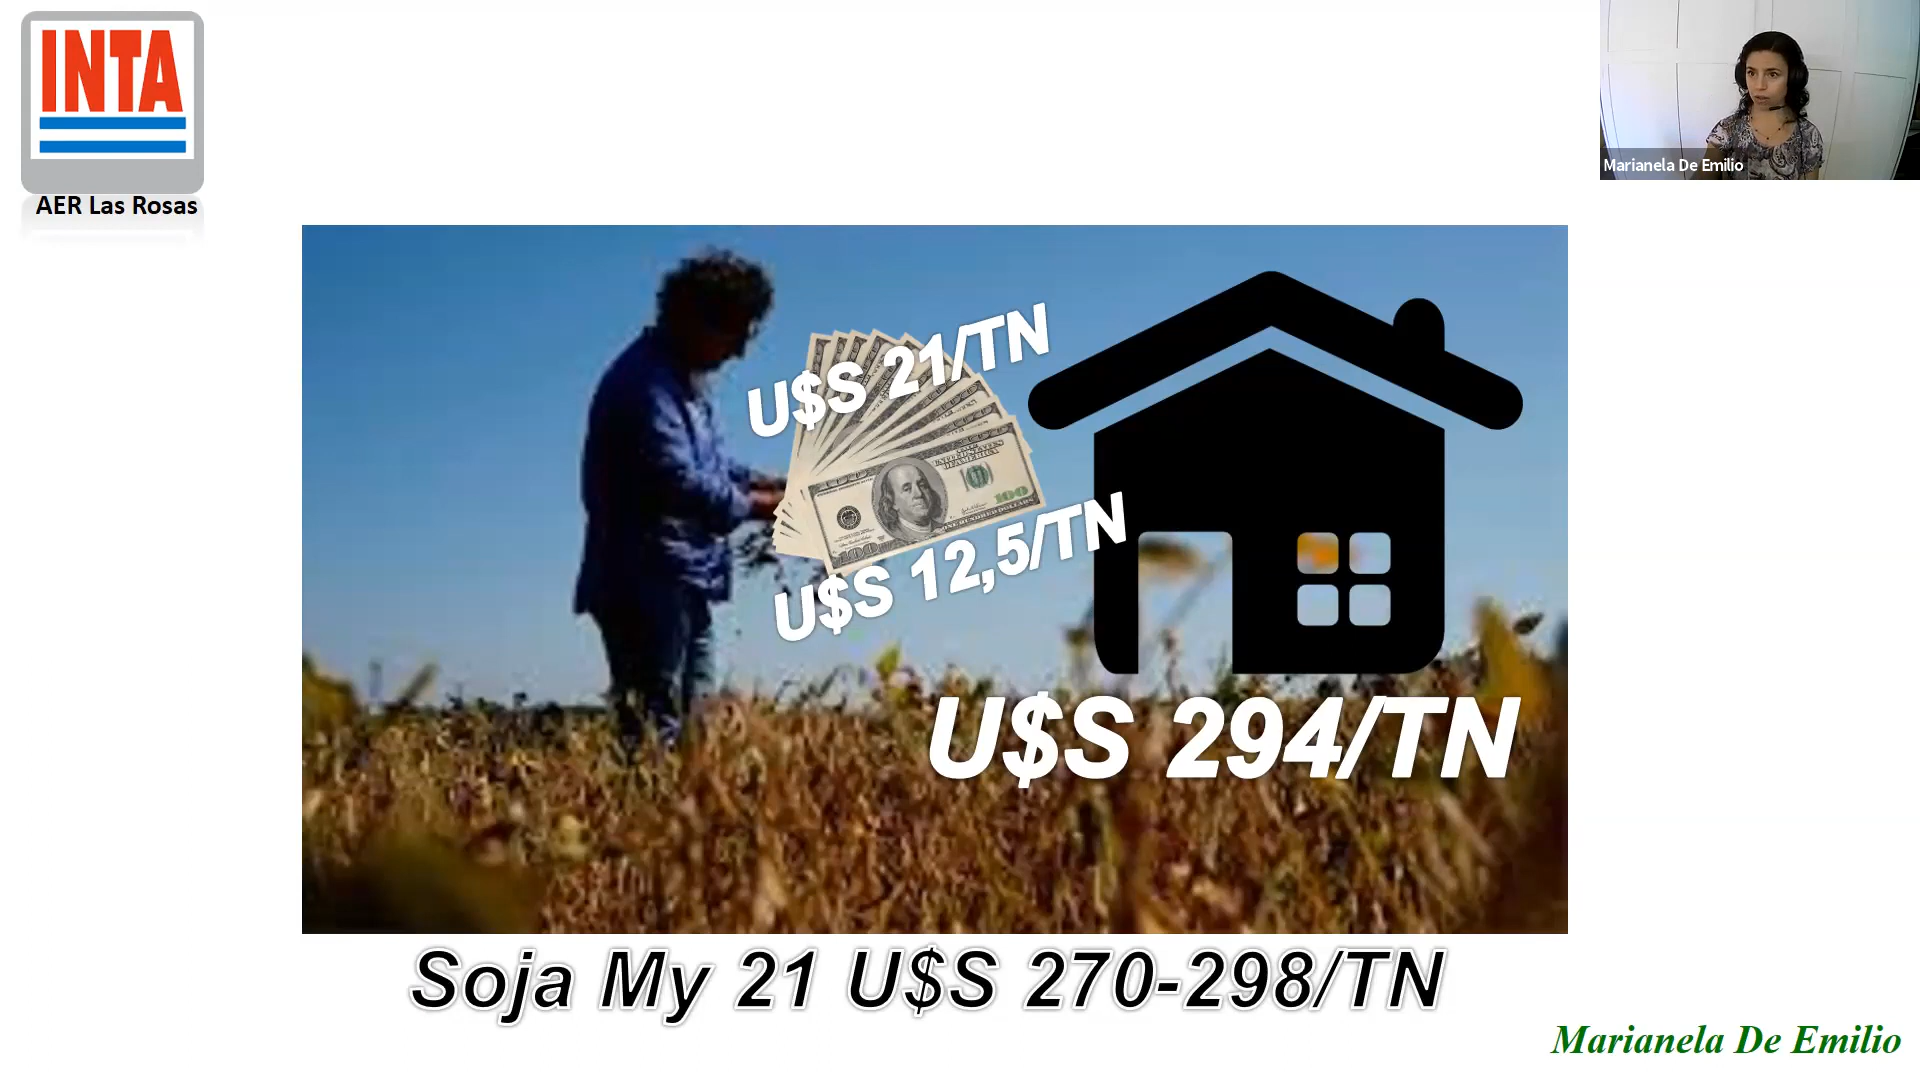 INTA
AER Las Rosas
Marianela De Emilio
U$S 21/TN
100
U$S 12,5/TN
U$S 294/TN
Soja My 21 U$S 270-298/TN
Marianela De Emilio